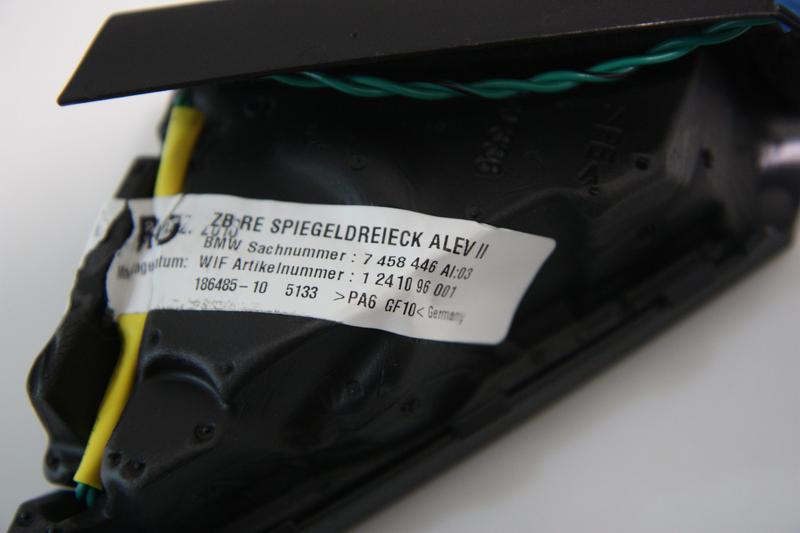 ZB RE SPIEGELDREIECK ALEV II
BMW Sachnummer : 7 458 446 AI:03
WIF Artikelnummer : 1 2410 96 001
186485-10 5133 >PA6 GF10< Germany